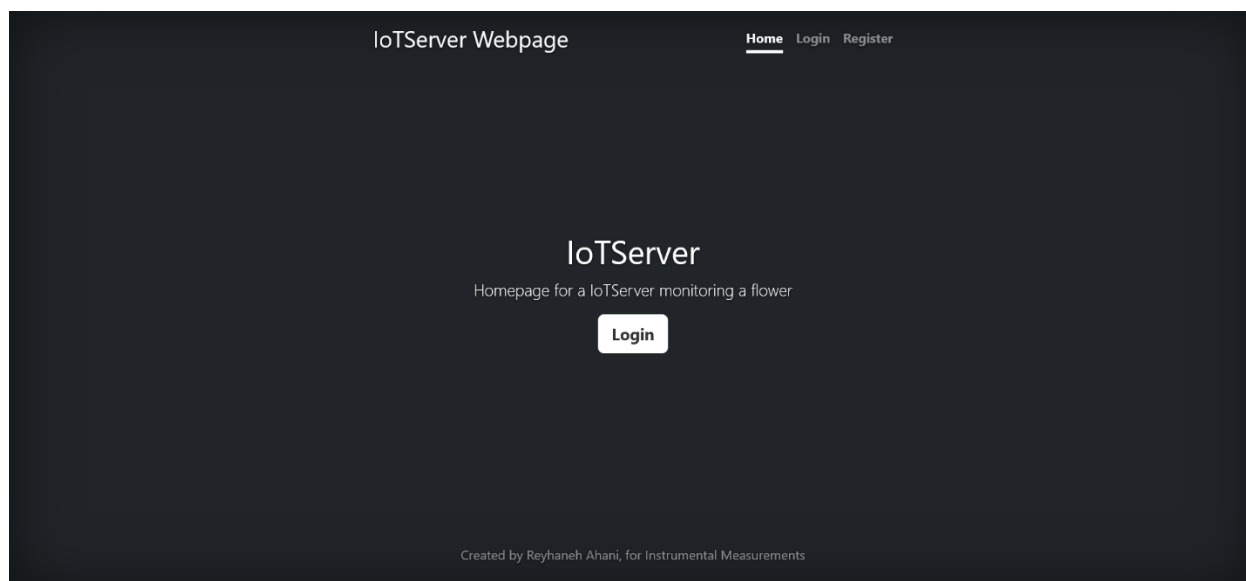 IoTServer Webpage
Home Login Register
IoTServer
Homepage for a IoTServer monitoring a flower
Login
Created by Reyhaneh Ahani, for Instrumental Measurements